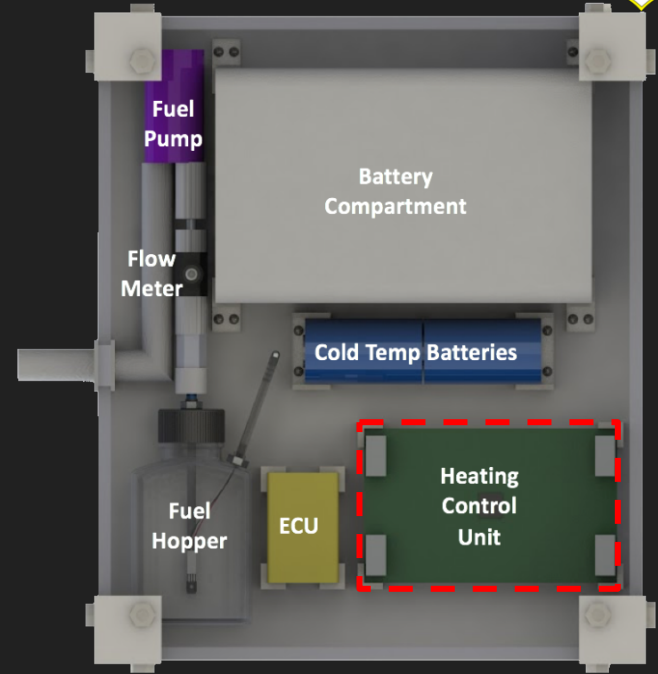 Fuel
Pump
Battery
Compartment
Flow
Meter
Cold Temp Batteries
Fuel
Hopper
ECU
Heating
Control
Unit